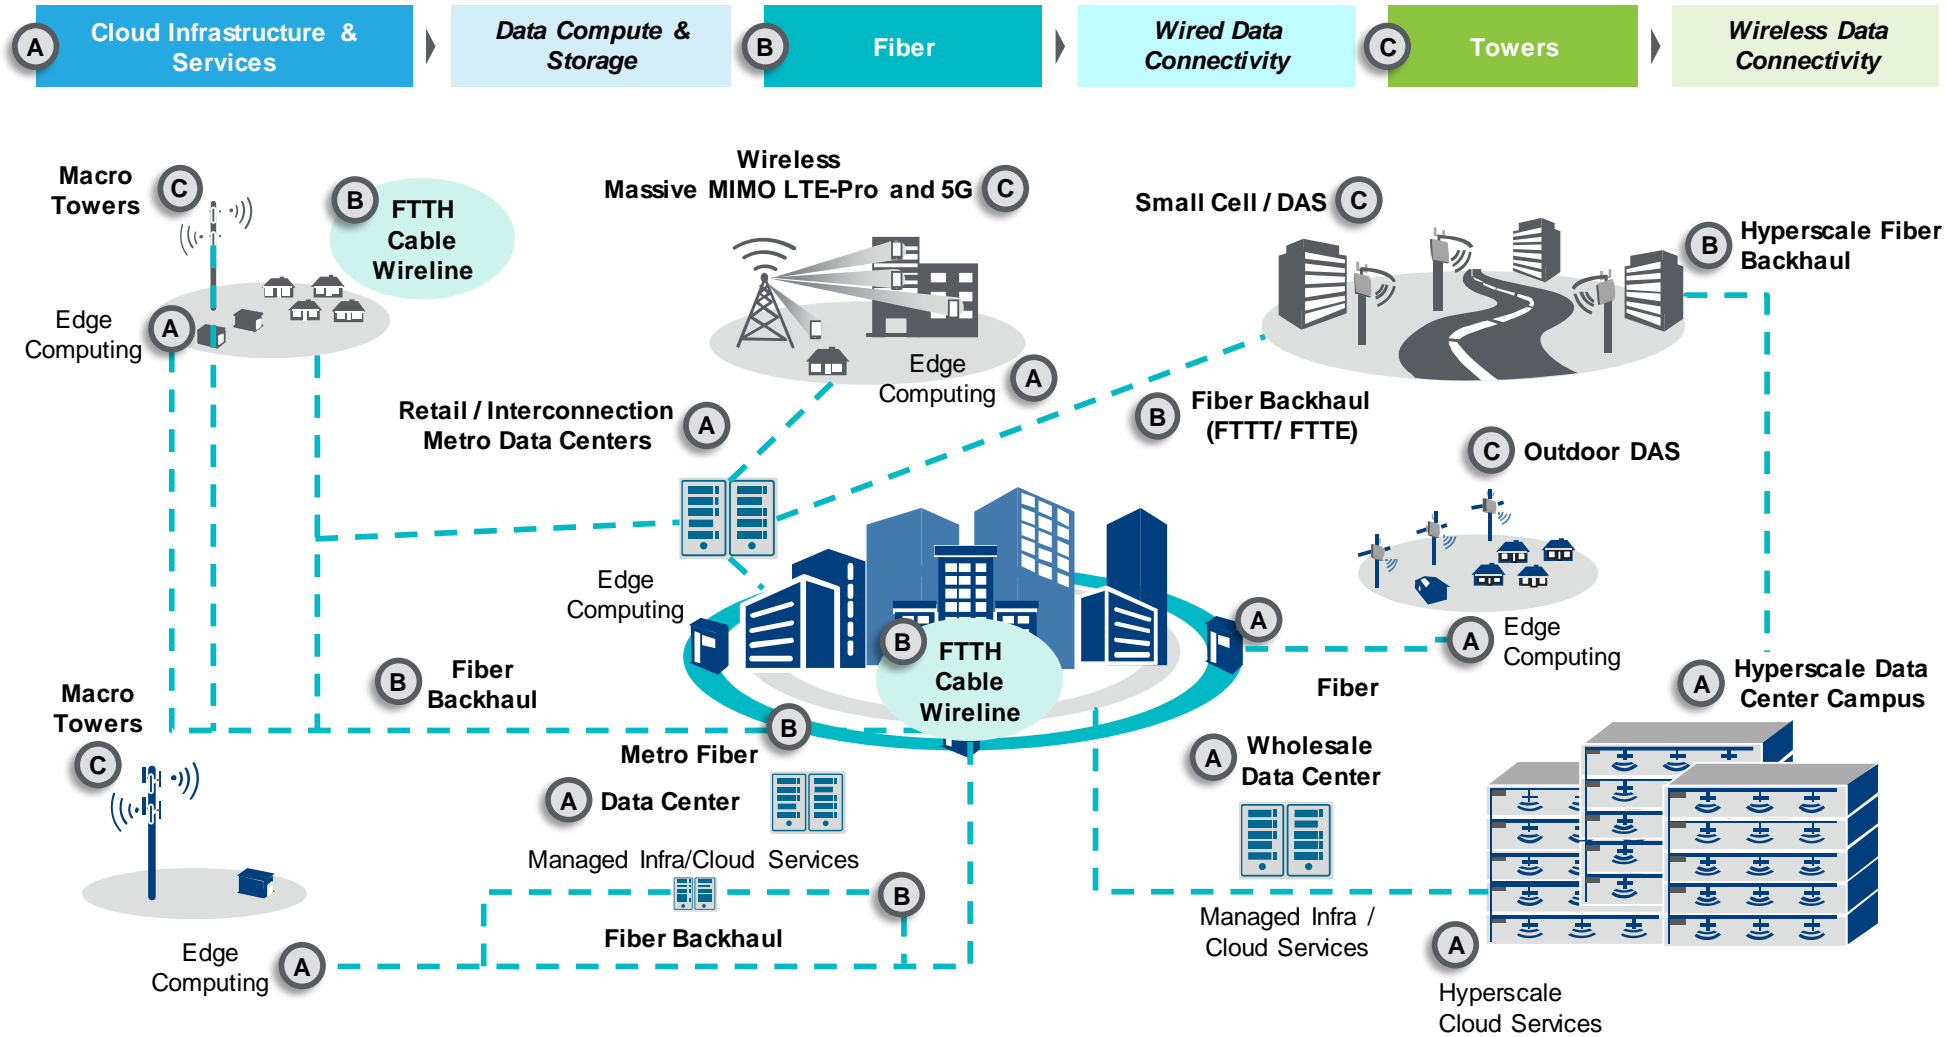 A
Cloud Infrastructure &
Services
Data Compute &
Storage
B
Fiber
Wired Data
Connectivity
C
Towers
Wireless Data
Connectivity
Macro
Towers
C
B
FTTH
Cable
Wireline
Edge
Computing
A
Wireless
Massive MIMO LTE-Pro and 5G
C
Edge
Computing
A
Small Cell / DAS
C
B
Hyperscale Fiber
Backhaul
Retail / Interconnection
Metro Data Centers
A
B
Fiber Backhaul
(FTTT/ FTTE)
C
Outdoor DAS
Edge
Computing
A
A
Edge
Computing
B
FTTH
Cable
Wireline
Fiber
B
Fiber
Backhaul
A
Hyperscale Data
Center Campus
Macro
Towers
C
Metro Fiber
B
A
Data Center
Managed Infra/Cloud Services
B
Fiber Backhaul
A
Wholesale
Data Center
Managed Infra /
Cloud Services
Edge
Computing
A
A
Hyperscale
Cloud Services